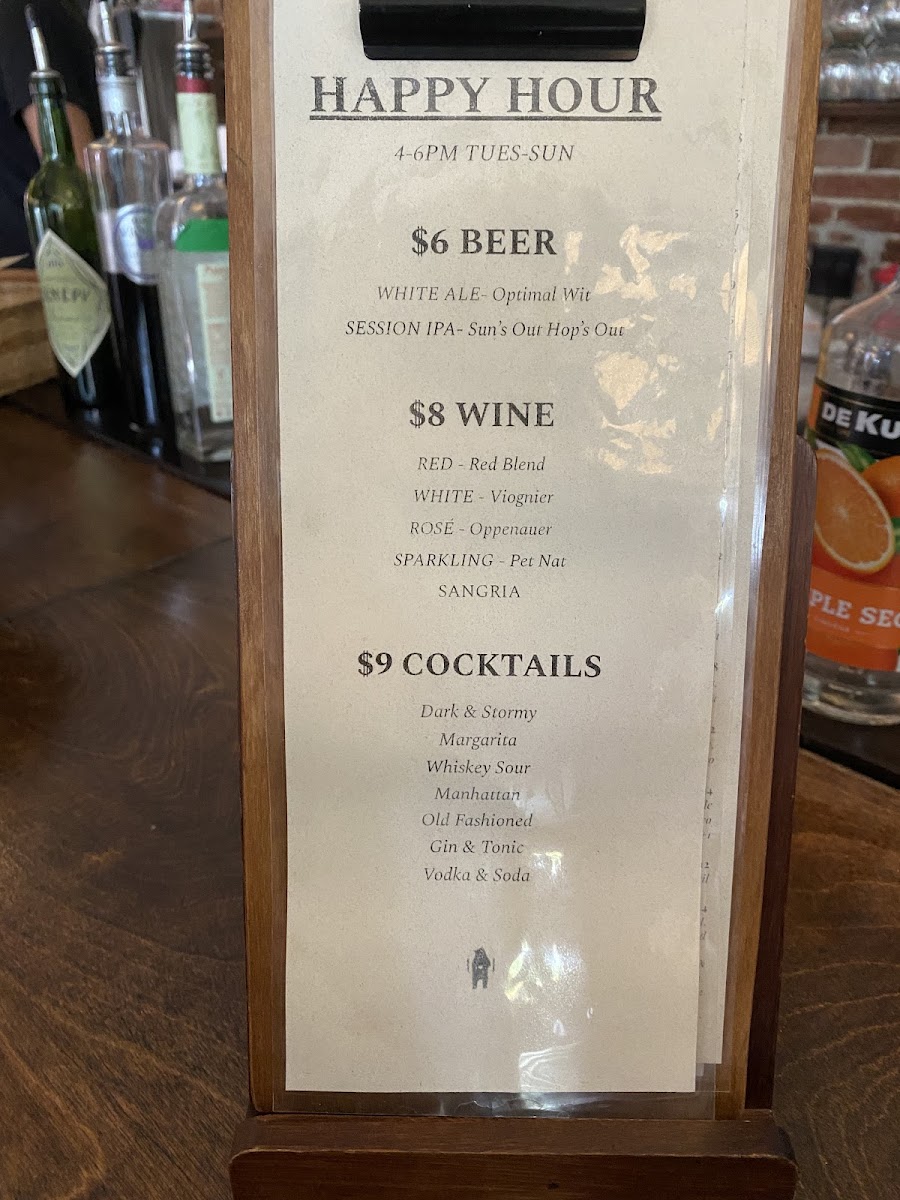 HAPPY HOUR
4-6PM TUES-SUN
$6 BEER
WHITE ALE- Optimal Wit
SESSION IPA- Sun's Out Hop's Out
$8 WINE
RED - Red Blend
WHITE - Viognier
ROSÉ - Oppenauer
SPARKLING - Pet Nat
SANGRIA
$9 COCKTAILS
Dark & Stormy
Margarita
Whiskey Sour
Manhattan
Old Fashioned
Gin & Tonic
Vodka & Soda
DE KU
PLE SEC